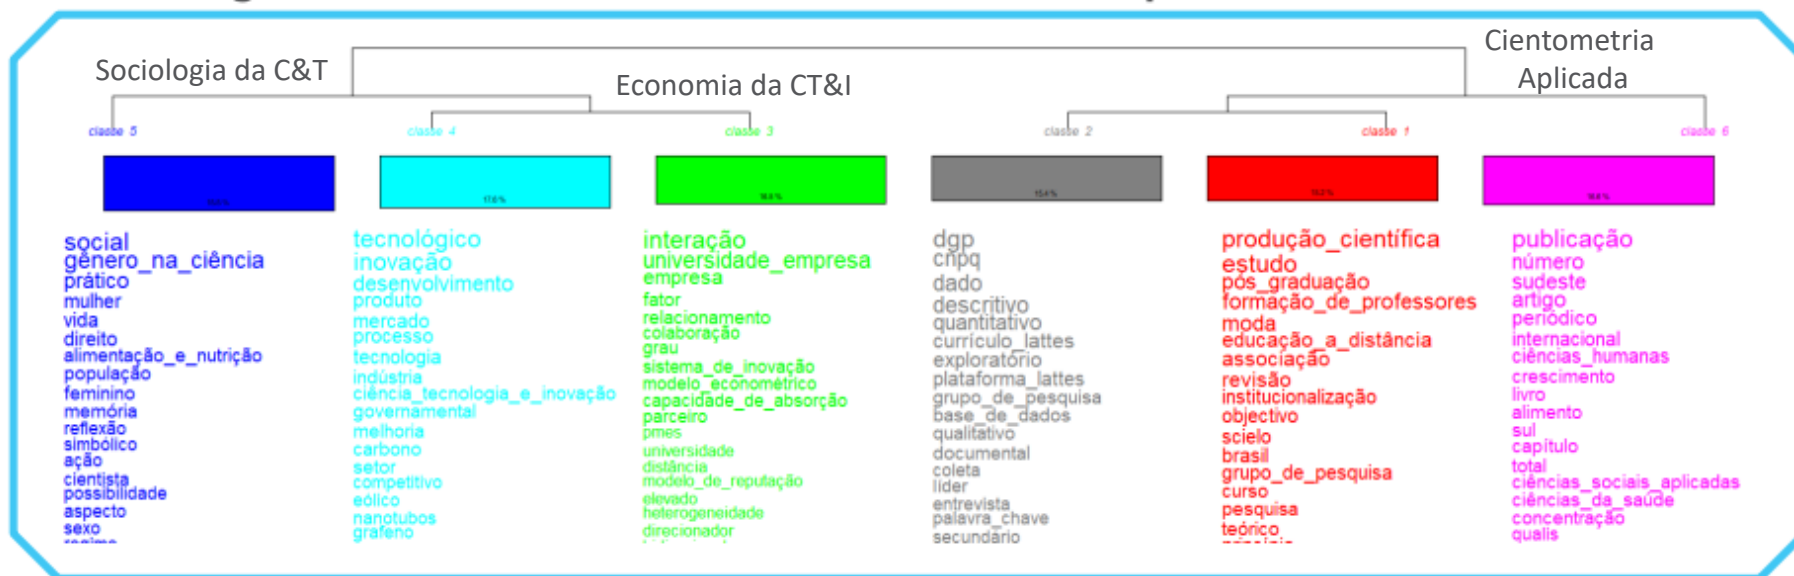 Sociologia da C&T
Economia da CT&I
Cientometria
Aplicada
classe 5
classe 4
classe 3
classe 2
classe 1
classe 6
17.6 %
15.4 %
social
gênero_na_ciência
prático
mulher
vida
direito
alimentação_e_nutrição
população
feminino
memória
reflexão
simbólico
ação
cientista
possibilidade
aspecto
sexo
tecnológico
inovação
desenvolvimento
produto
mercado
processo
tecnologia
indústria
ciência_tecnologia_e_inovação
governamental
melhoria
carbono
setor
competitivo
eólico
nanotubos
grafeno
interação
universidade_empresa
empresa
fator
relacionamento
colaboração
grau
sistema_de_inovação
modelo_econométrico
capacidade_de_absorção
parceiro
pmes
universidade
distância
modelo_de_reputação
elevado
heterogeneidade
direcionador
dgp
cnpq
dado
descritivo
quantitativo
currículo_lattes
exploratório
plataforma_lattes
grupo_de_pesquisa
base_de_dados
qualitativo
documental
coleta
líder
entrevista
palavra_chave
secundário
produção_científica
estudo
pós_graduação
formação_de_professores
moda
educação_a_distância
associação
revisão
institucionalização
objectivo
scielo
brasil
grupo_de_pesquisa
curso
pesquisa
teórico
publicação
número
sudeste
artigo
periódico
internacional
ciências_humanas
crescimento
livro
alimento
sul
capítulo
total
ciências_sociais_aplicadas
ciências_da_saúde
concentração
qualis